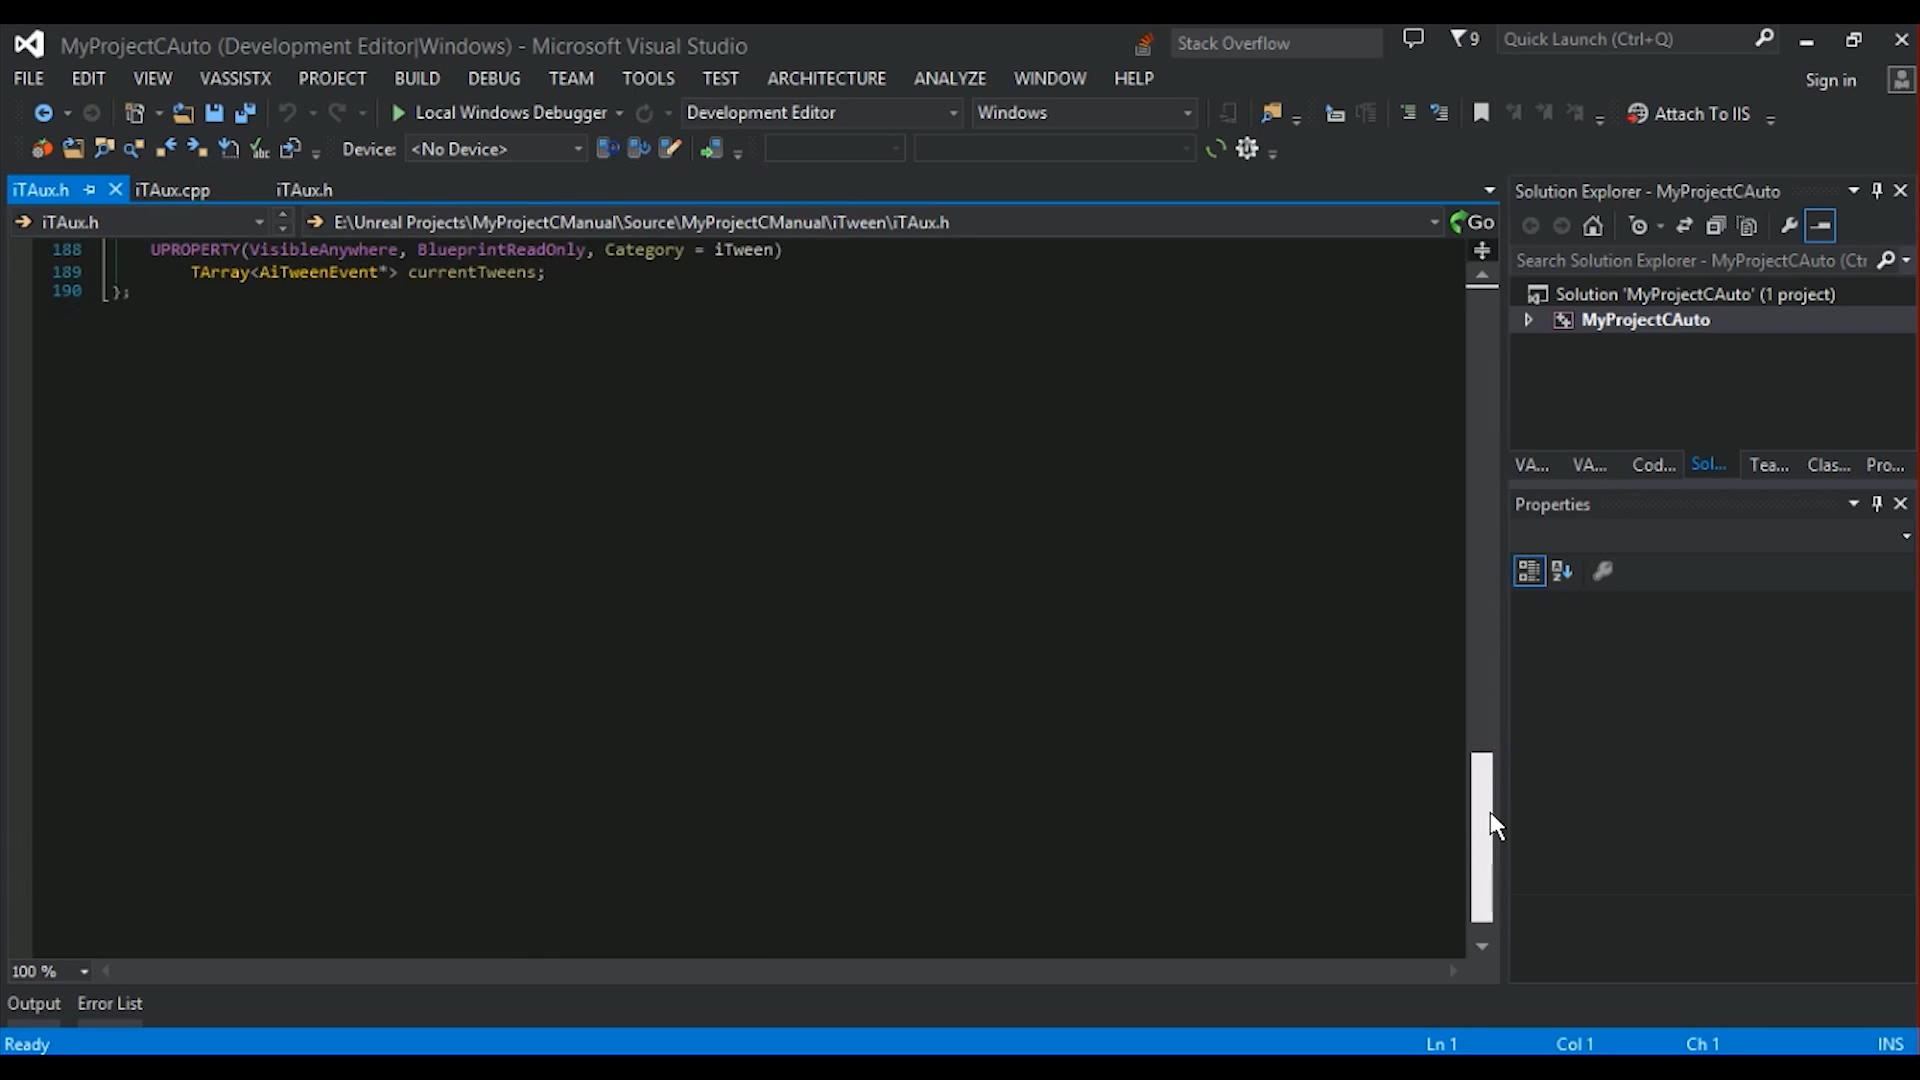 MyProjectCAuto (Development Editor|Windows) - Microsoft Visual Studio
Stack Overflow
9
Quick Launch (Ctrl+Q)
FILE EDIT VIEW VASSISTX PROJECT BUILD DEBUG TEAM TOOLS TEST ARCHITECTURE ANALYZE WINDOW HELP
Sign in
Local Windows Debugger
Development Editor
Windows
Attach To IIS
Device: <No Device>
iTAux.h iTAux.cpp iTAux.h
iTAux.h
E:\Unreal Projects\MyProjectCManual\Source\MyProjectCManual\iTween\iTAux.h
Go
188 UPROPERTY(VisibleAnywhere, BlueprintReadOnly, Category = iTween)
189 TArray<AiTweenEvent*> currentTweens;
190 };
Solution Explorer - MyProjectCAuto
Search Solution Explorer - MyProjectCAuto (Ctr
Solution 'MyProjectCAuto' (1 project)
MyProjectCAuto
VA... VA... Cod... Sol... Tea... Clas... Pro...
Properties
100 %
Output Error List
Ready
Ln 1 Col 1 Ch 1 INS